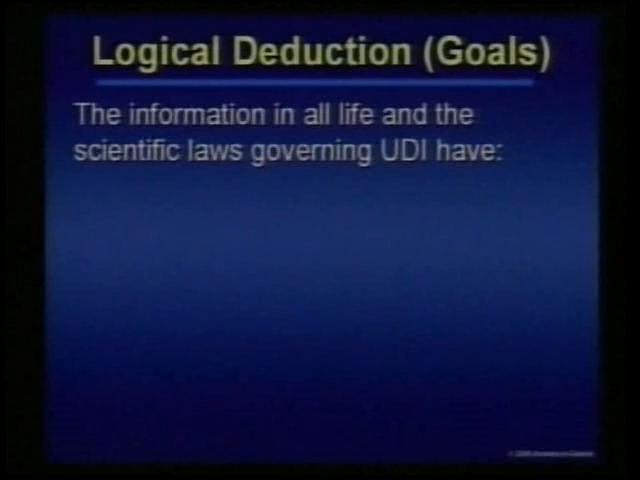 Logical Deduction (Goals)
The information in all life and the
scientific laws governing UDI have: